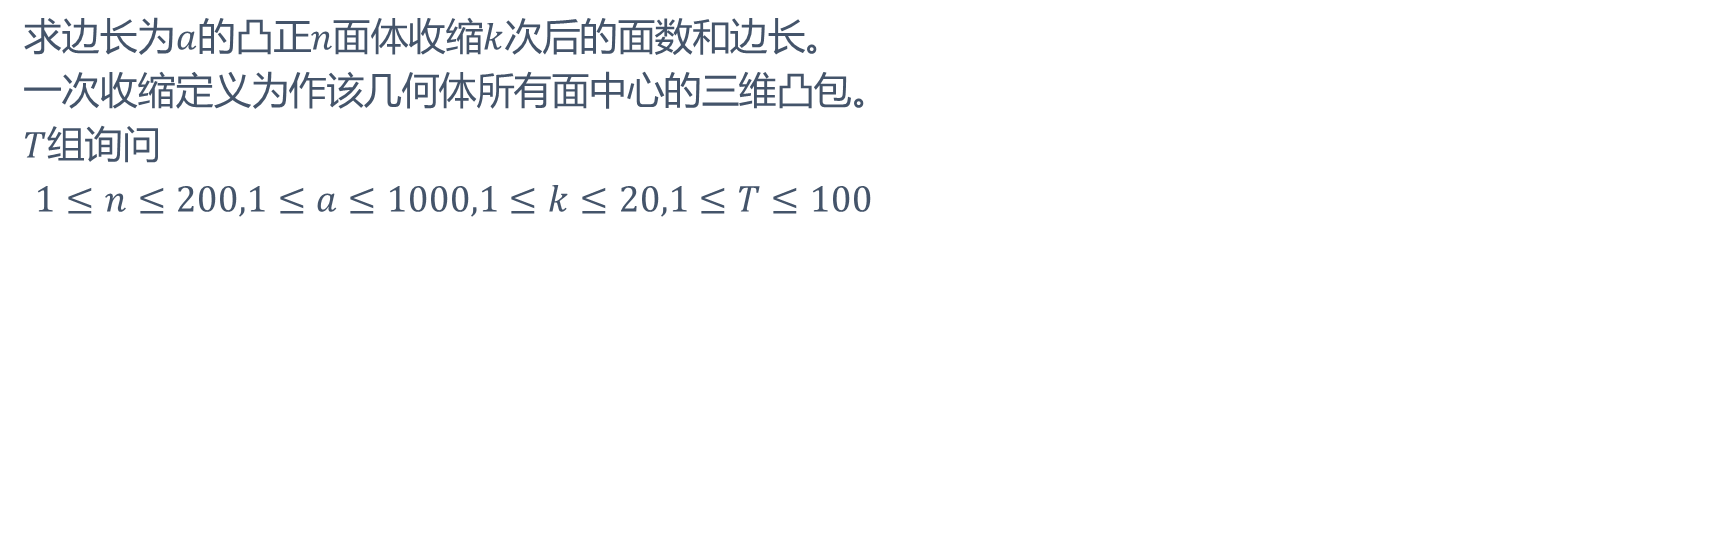 求边长为a的凸正n面体收缩k次后的面数和边长。
一次收缩定义为作该几何体所有面中心的三维凸包。
T组询问
1 ≤ n ≤ 200,1 ≤ a ≤ 1000,1 ≤ k ≤ 20,1 ≤ T ≤ 100